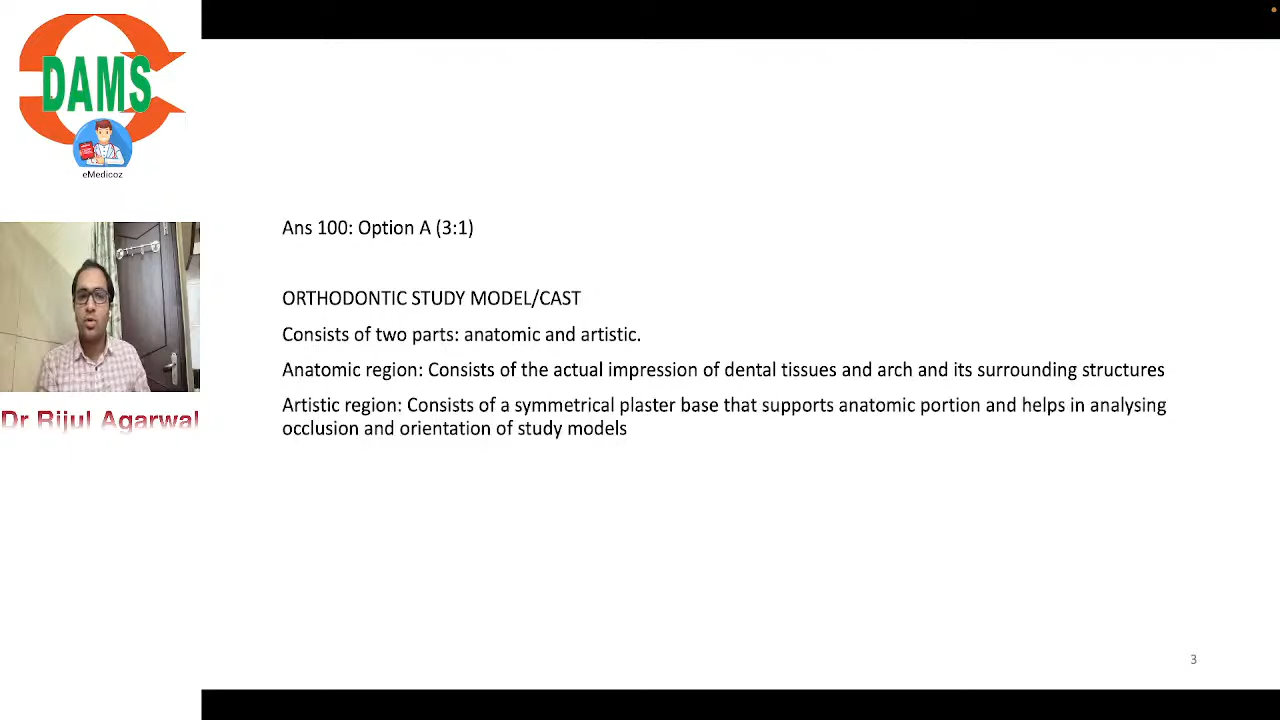 DAMS
eMedicoz
Dr Rijul Agarwal
Ans 100: Option A (3:1)
ORTHODONTIC STUDY MODEL/CAST
Consists of two parts: anatomic and artistic.
Anatomic region: Consists of the actual impression of dental tissues and arch and its surrounding structures
Artistic region: Consists of a symmetrical plaster base that supports anatomic portion and helps in analysing
occlusion and orientation of study models
3